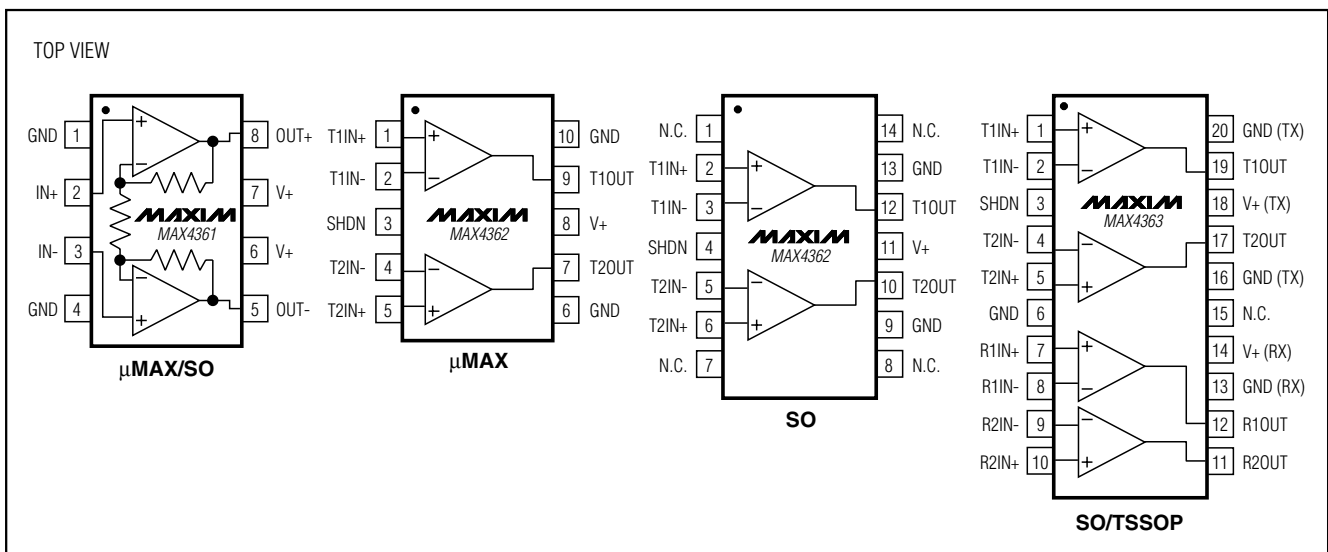 TOP VIEW
GND 1
IN+ 2
IN- 3
GND 4
8 OUT+
7 V+
6 V+
5 OUT-
+
−
−
+
MAXIM
MAX4361
µMAX/SO
T1IN+ 1
T1IN- 2
SHDN 3
T2IN- 4
T2IN+ 5
10 GND
9 T1OUT
8 V+
7 T2OUT
6 GND
+
−
−
+
MAXIM
MAX4362
µMAX
N.C. 1
T1IN+ 2
T1IN- 3
SHDN 4
T2IN- 5
T2IN+ 6
N.C. 7
14 N.C.
13 GND
12 T1OUT
11 V+
10 T2OUT
9 GND
8 N.C.
+
−
−
+
MAXIM
MAX4362
SO
T1IN+ 1
T1IN- 2
SHDN 3
T2IN- 4
T2IN+ 5
GND 6
R1IN+ 7
R1IN- 8
R2IN- 9
R2IN+ 10
20 GND (TX)
19 T1OUT
18 V+ (TX)
17 T2OUT
16 GND (TX)
15 N.C.
14 V+ (RX)
13 GND (RX)
12 R1OUT
11 R2OUT
+
−
−
+
+
−
−
+
MAXIM
MAX4363
SO/TSSOP